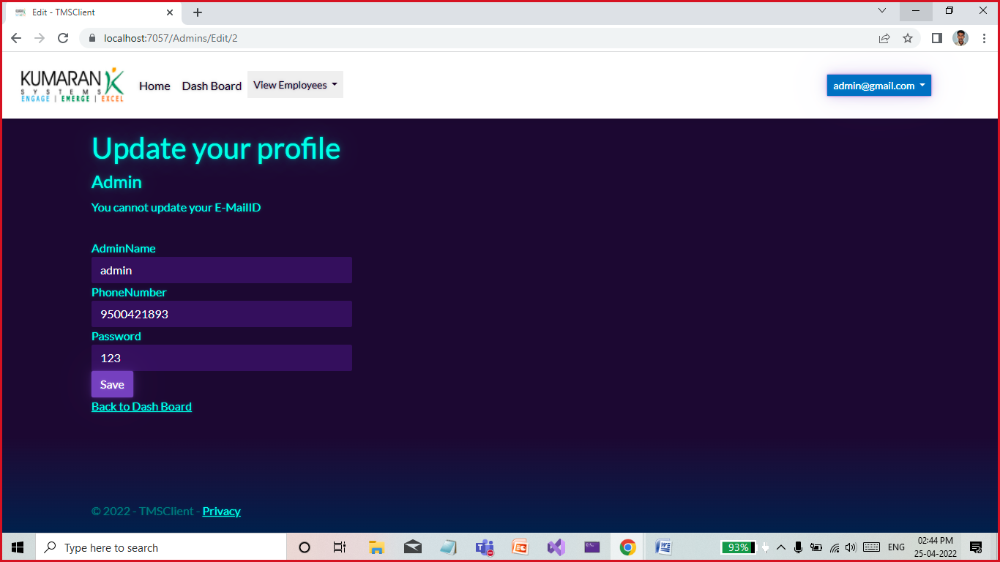 Edit - TMSClient
localhost:7057/Admins/Edit/2
KUMARAN
SYSTEMS
ENGAGE | EMERGE | EXCEL
Home Dash Board View Employees admin@gmail.com
Update your profile
Admin
You cannot update your E-MailID
AdminName
admin
PhoneNumber
9500421893
Password
123
Save
Back to Dash Board
© 2022 - TMSClient - Privacy
Type here to search
93%
ENG
02:44 PM
25-04-2022